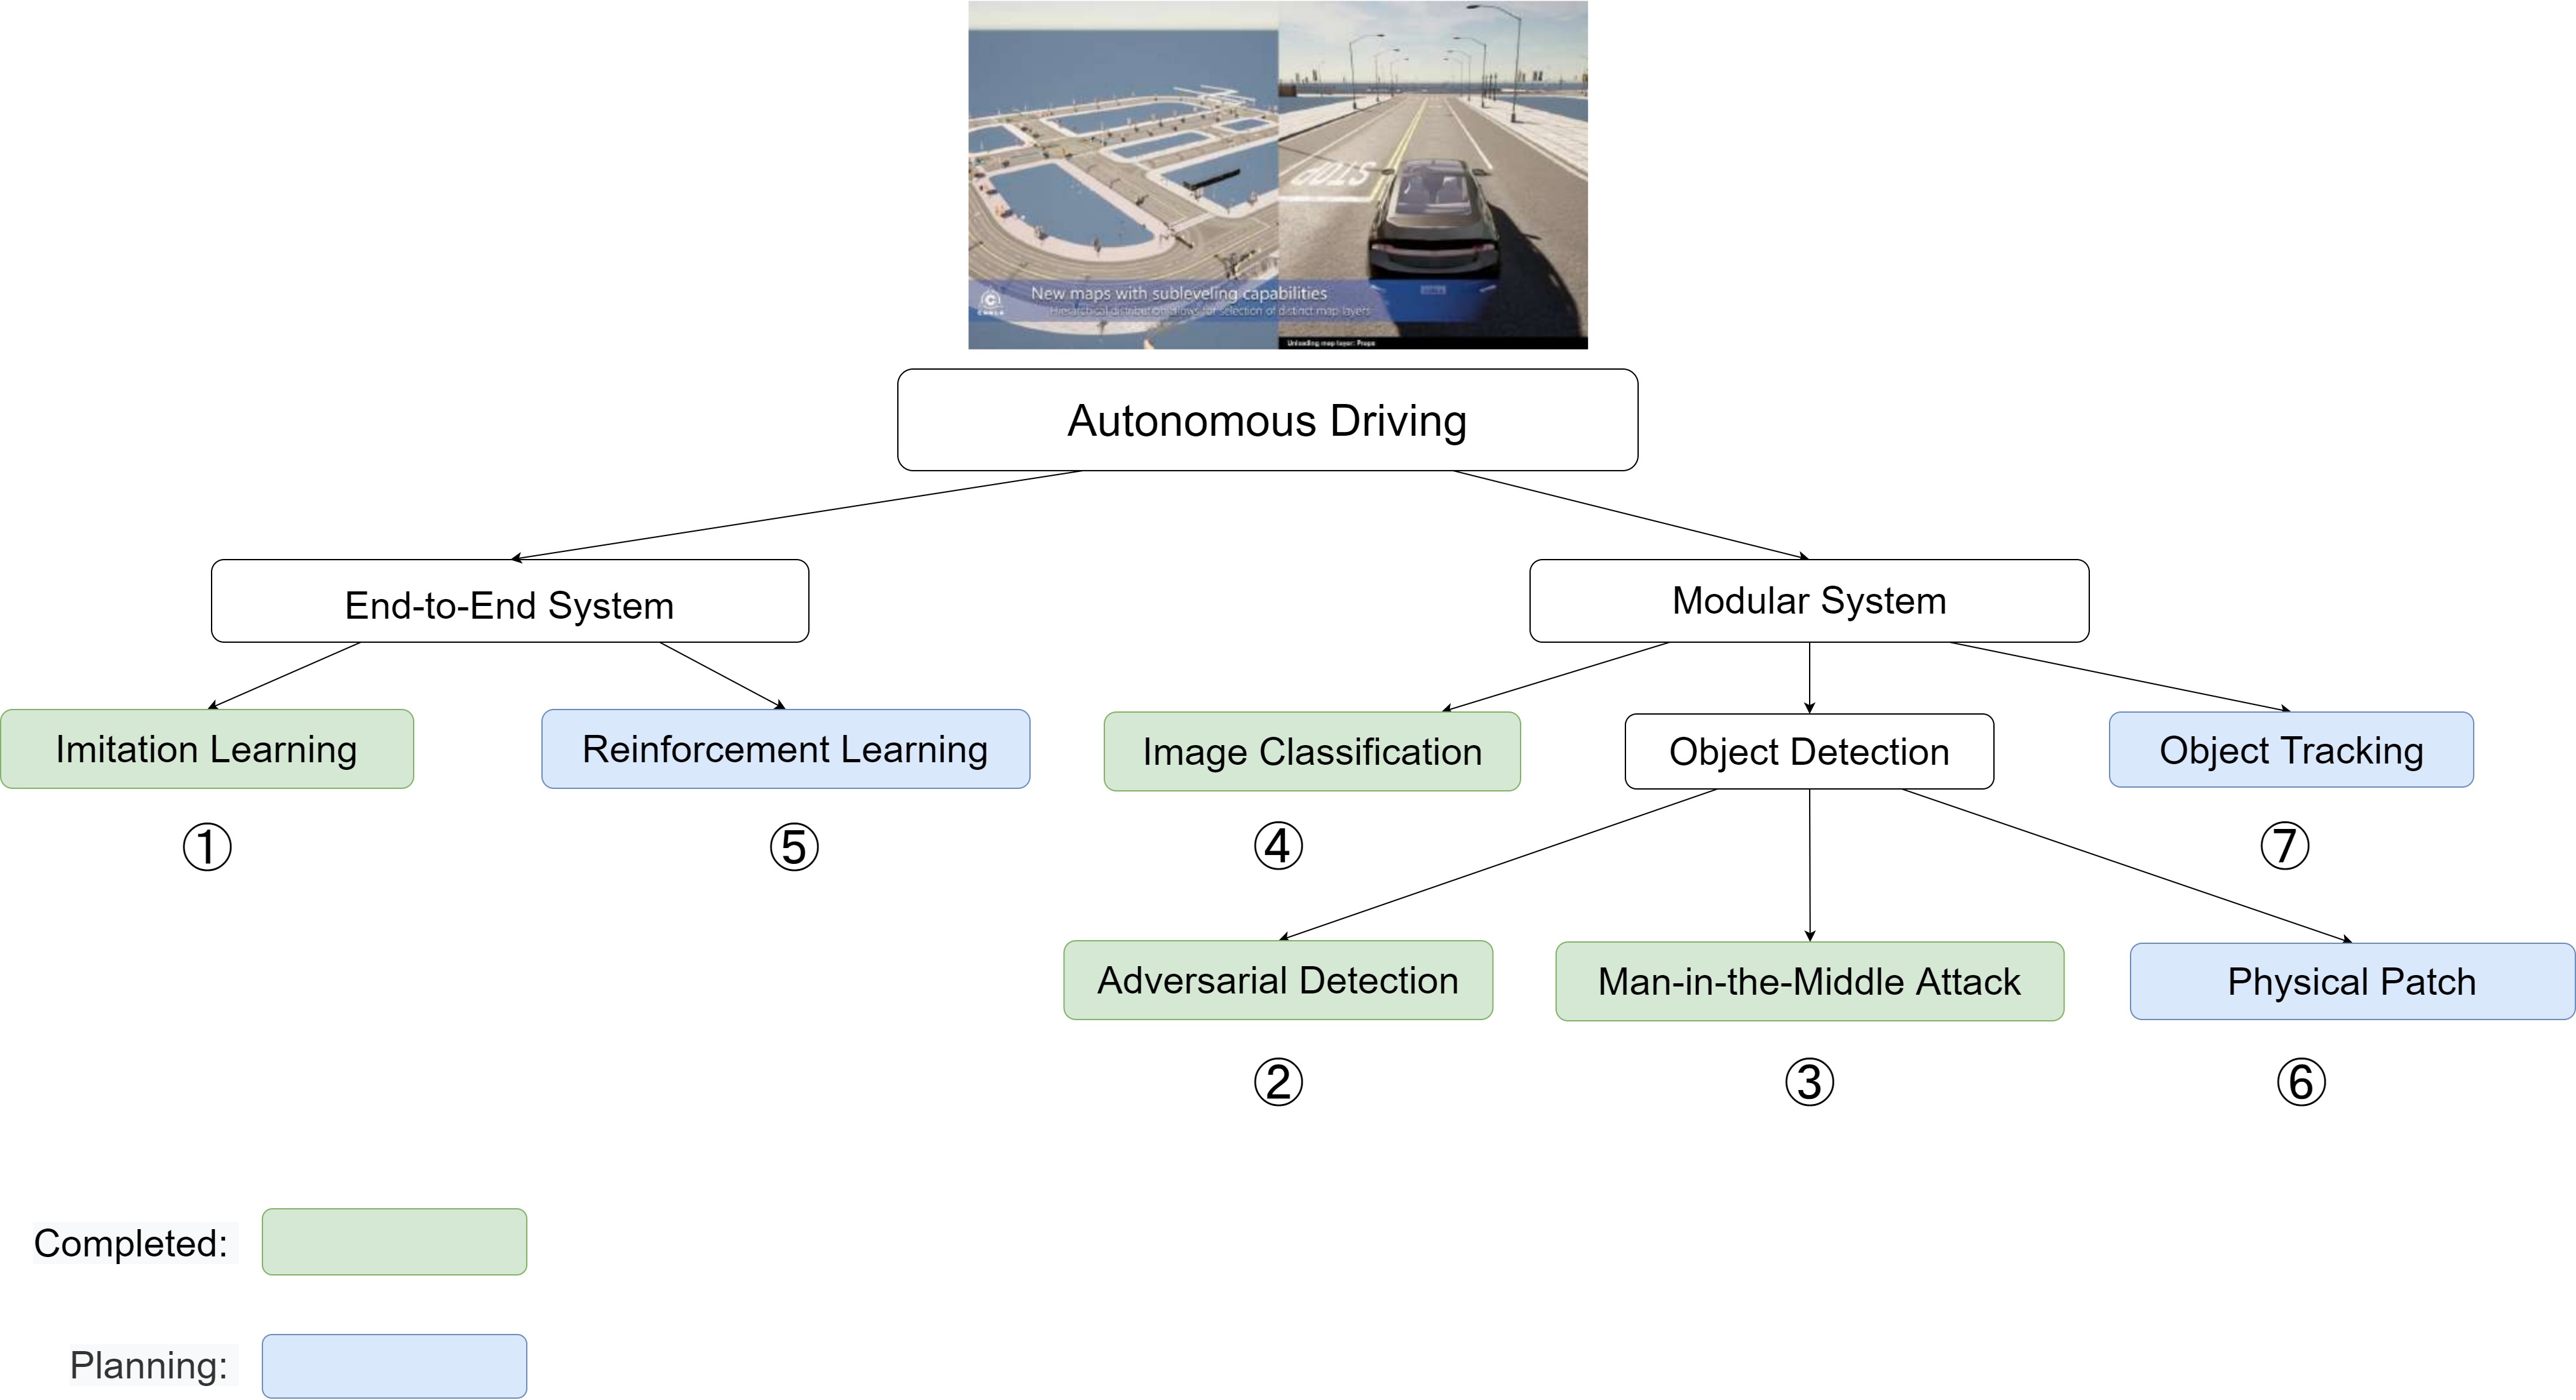 STOP
New maps with subleveling capabilities
Hierarchical distribution allows for selection of distinct map layers
CARLA
Unloading map layer: Props
Autonomous Driving
End-to-End System
Modular System
Imitation Learning
Reinforcement Learning
Image Classification
Object Detection
Object Tracking
①
⑤
④
⑦
Adversarial Detection
Man-in-the-Middle Attack
Physical Patch
②
③
⑥
Completed:
Planning: